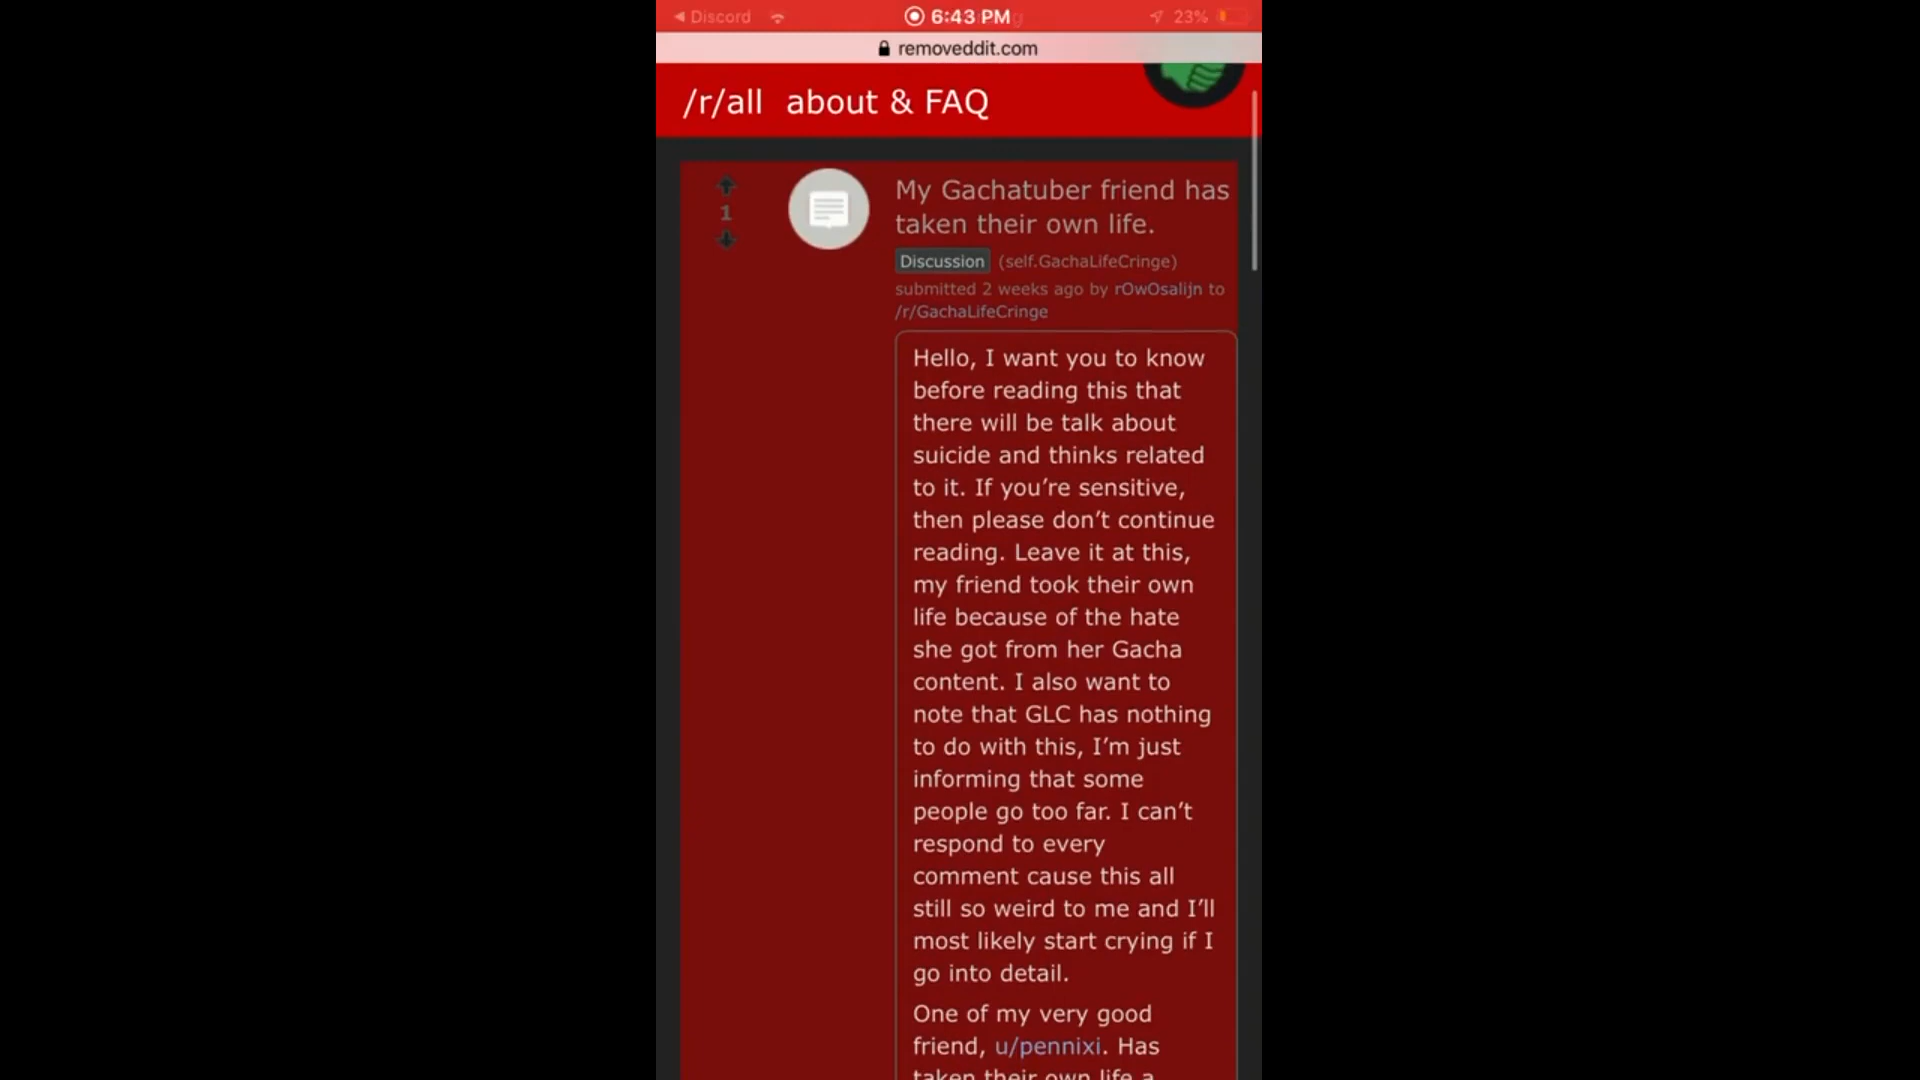 Discord 6:43 PM 23%
removeddit.com
/r/all about & FAQ
1
My Gachatuber friend has
taken their own life.
Discussion (self.GachaLifeCringe)
submitted 2 weeks ago by rOwOsalijn to
/r/GachaLifeCringe
Hello, I want you to know
before reading this that
there will be talk about
suicide and thinks related
to it. If you’re sensitive,
then please don’t continue
reading. Leave it at this,
my friend took their own
life because of the hate
she got from her Gacha
content. I also want to
note that GLC has nothing
to do with this, I’m just
informing that some
people go too far. I can’t
respond to every
comment cause this all
still so weird to me and I’ll
most likely start crying if I
go into detail.
One of my very good
friend, u/pennixi. Has
taken their own life a